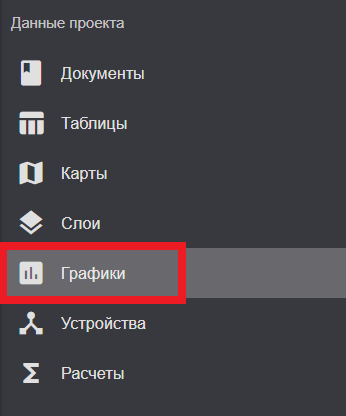 Данные проекта
Документы
Таблицы
Карты
Слои
Графики
Устройства
Расчеты